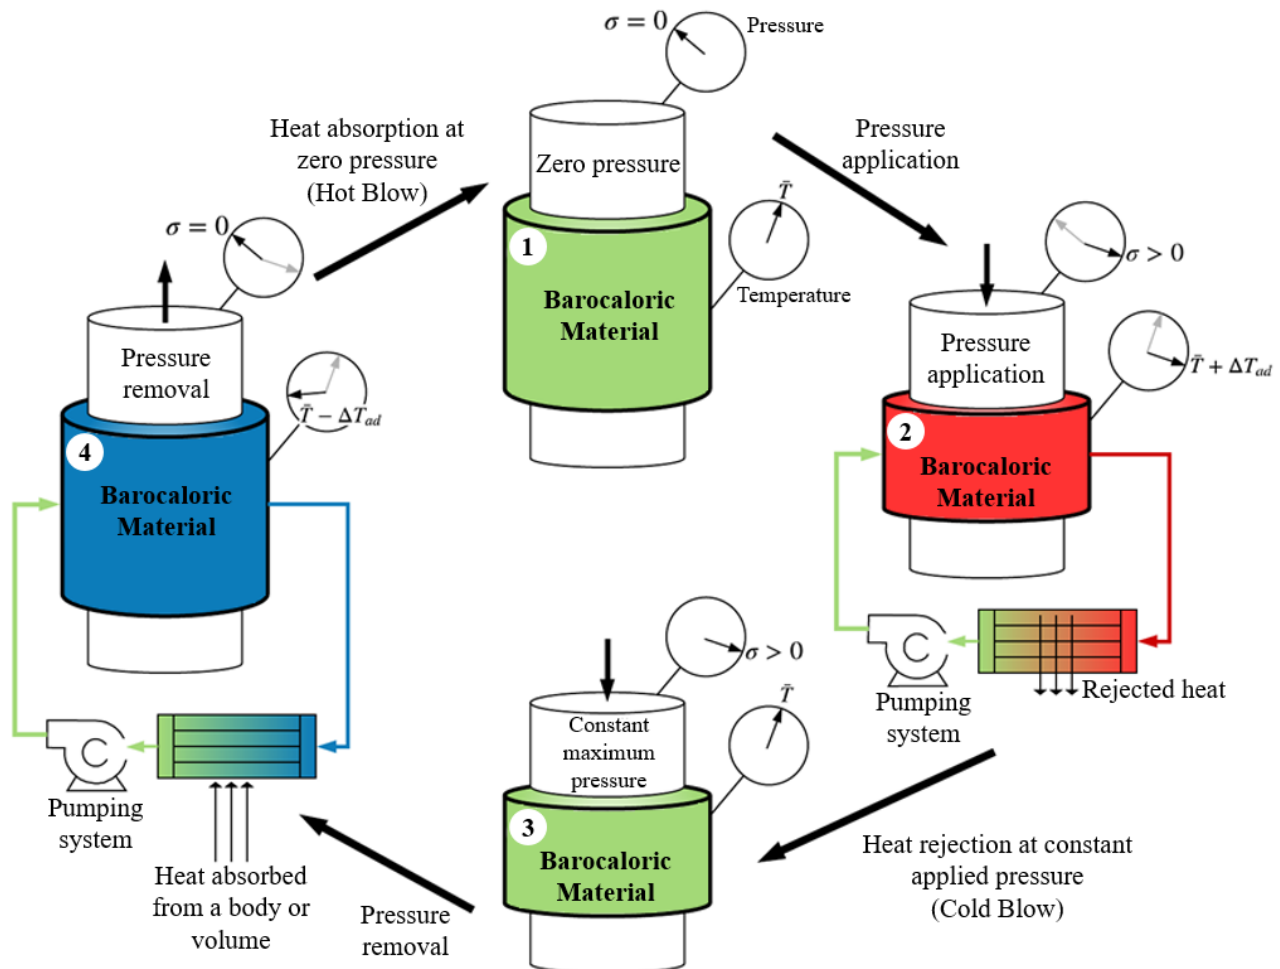 σ = 0
Pressure
Heat absorption at
zero pressure
(Hot Blow)
Zero pressure
Pressure
application
T̄
1
Barocaloric
Material
Temperature
σ = 0
σ > 0
Pressure
removal
T̄ − ΔT_ad
4
Barocaloric
Material
Pressure
application
T̄ + ΔT_ad
2
Barocaloric
Material
Rejected heat
Pumping
system
σ > 0
T̄
Constant
maximum
pressure
3
Barocaloric
Material
Pumping
system
Heat absorbed
from a body or
volume
Pressure
removal
Heat rejection at constant
applied pressure
(Cold Blow)